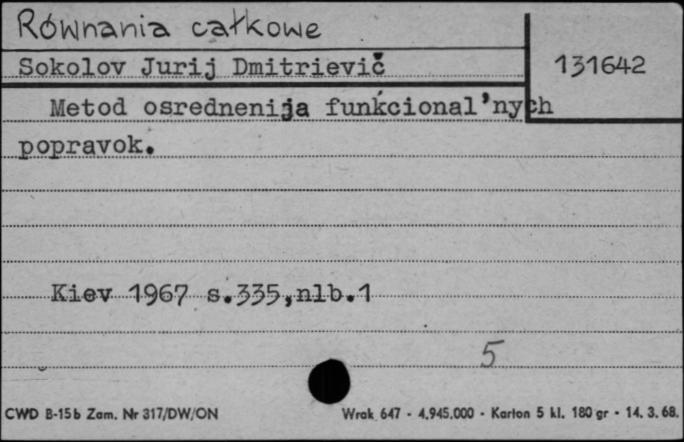 Równania całkowe
Sokolov Jurij Dmitrievič
131642
Metod osrednenija funkcional'nych
popravok.
Kiev 1967 s.335,nlb.1
5
CWD B-15b Zam. Nr 317/DW/ON
Wrak 647 - 4.945.000 - Karton 5 kl. 180 gr - 14. 3. 68.